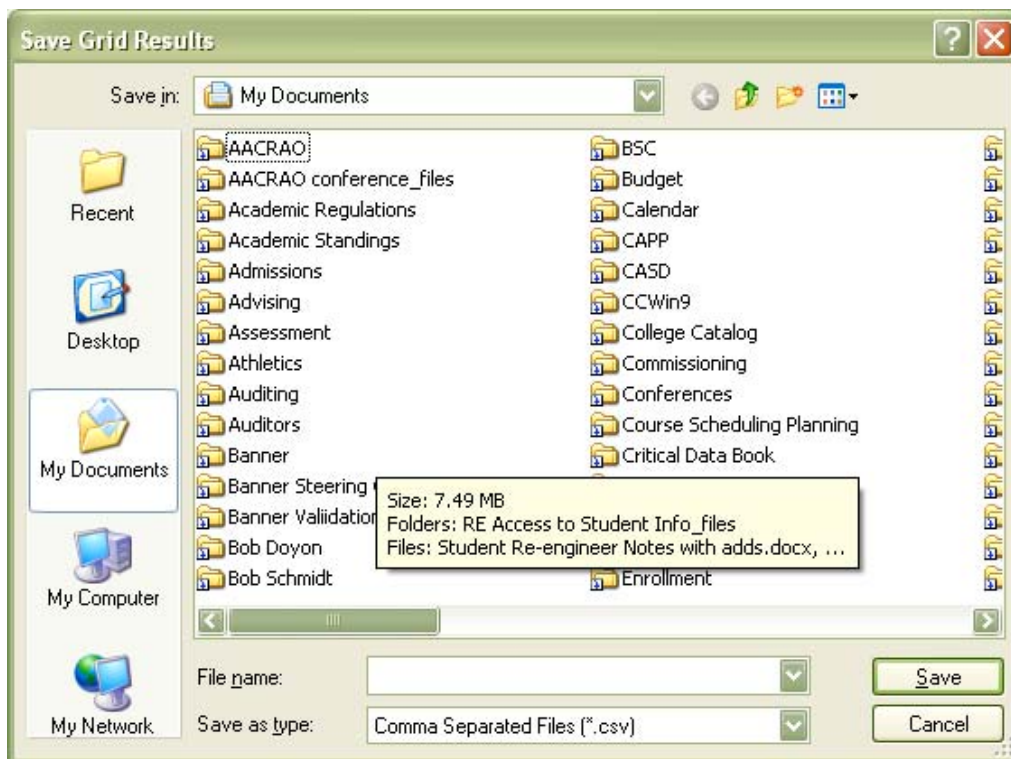 Save Grid Results
Save in:
My Documents
Recent
Desktop
My Documents
My Computer
My Network
AACRAO
AACRAO conference_files
Academic Regulations
Academic Standings
Admissions
Advising
Assessment
Athletics
Auditing
Auditors
Banner
Banner Steering
Banner Valiidation
Bob Doyon
Bob Schmidt
BSC
Budget
Calendar
CAPP
CASD
CCWin9
College Catalog
Commissioning
Conferences
Course Scheduling Planning
Critical Data Book
Enrollment
Size: 7.49 MB
Folders: RE Access to Student Info_files
Files: Student Re-engineer Notes with adds.docx, ...
File name:
Save
Save as type:
Comma Separated Files (*.csv)
Cancel